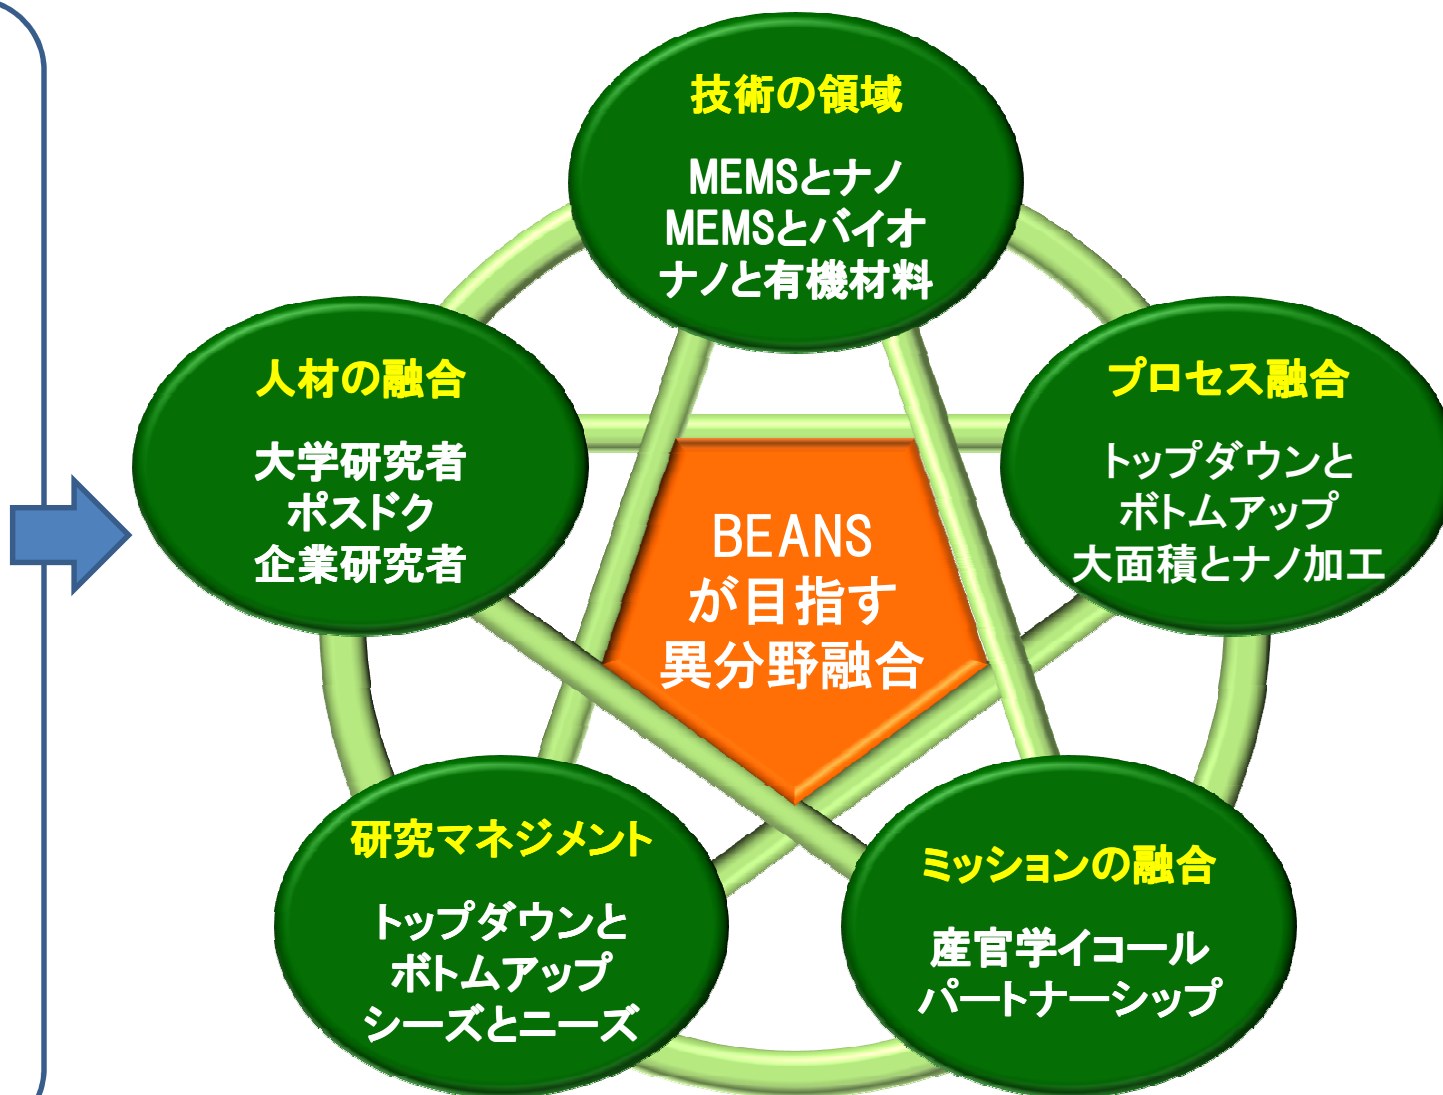 技術の領域
MEMSとナノ
MEMSとバイオ
ナノと有機材料
人材の融合
大学研究者
ポスドク
企業研究者
プロセス融合
トップダウンと
ボトムアップ
大面積とナノ加工
BEANS
が目指す
異分野融合
研究マネジメント
トップダウンと
ボトムアップ
シーズとニーズ
ミッションの融合
産官学イコール
パートナーシップ